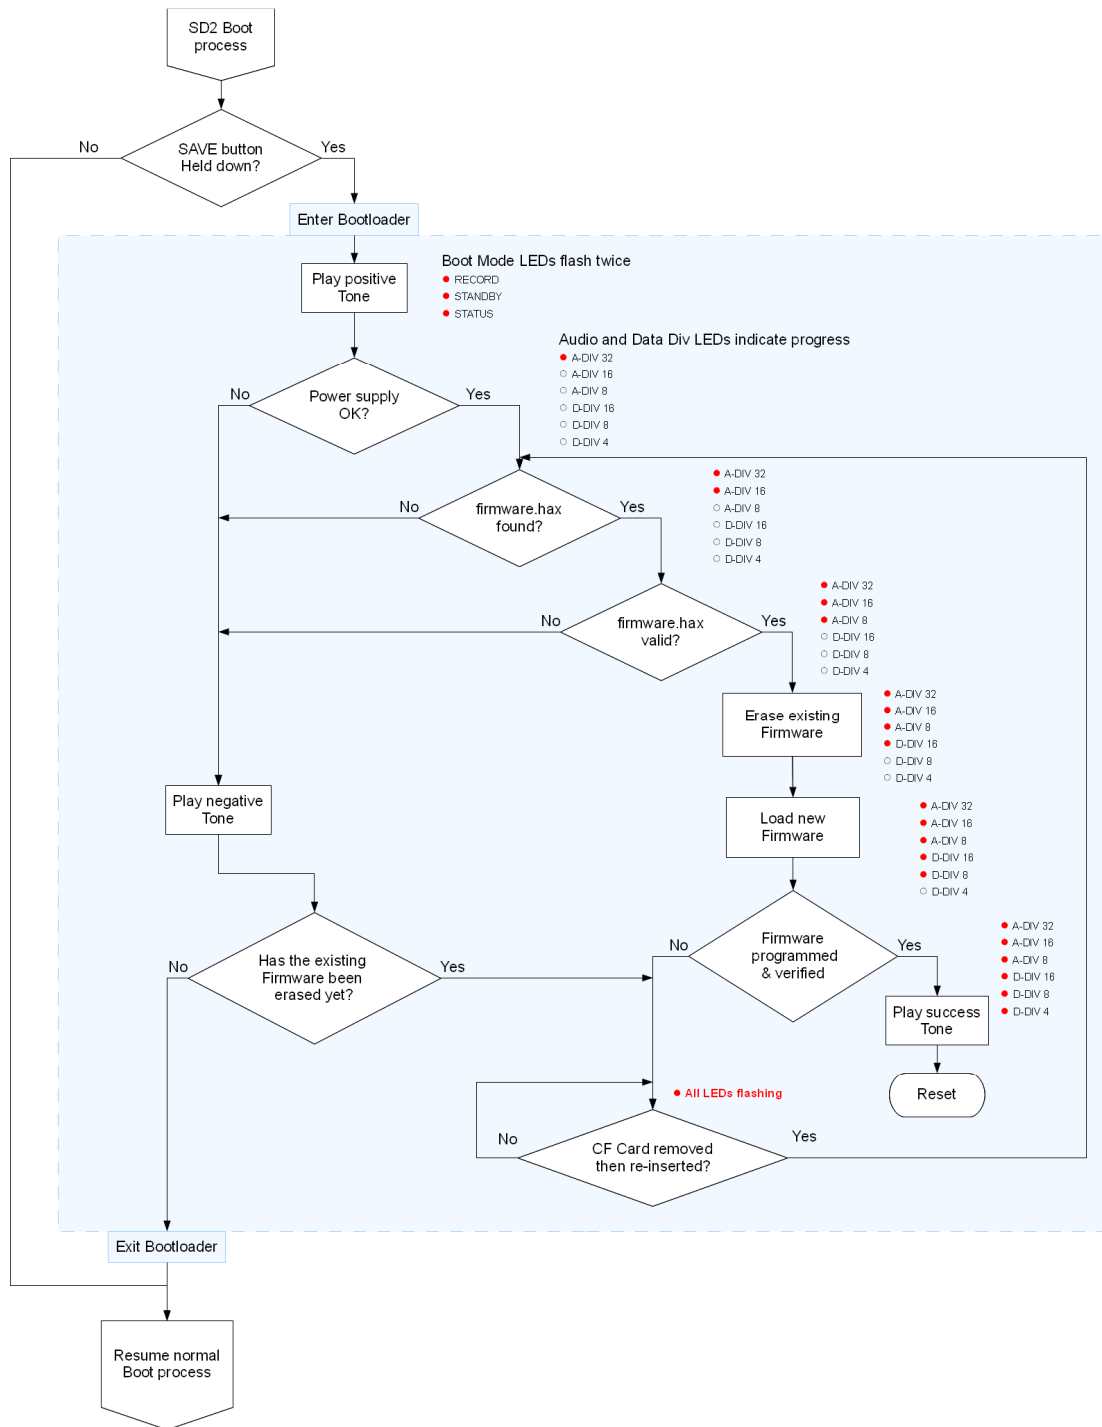 SD2 Boot
process
No
SAVE button
Held down?
Yes
Enter Bootloader
Play positive
Tone
Boot Mode LEDs flash twice
RECORD
STANDBY
STATUS
Audio and Data Div LEDs indicate progress
A-DIV 32
A-DIV 16
A-DIV 8
D-DIV 16
D-DIV 8
D-DIV 4
No
Power supply
OK?
Yes
No
firmware.hax
found?
Yes
A-DIV 32
A-DIV 16
A-DIV 8
D-DIV 16
D-DIV 8
D-DIV 4
No
firmware.hax
valid?
Yes
A-DIV 32
A-DIV 16
A-DIV 8
D-DIV 16
D-DIV 8
D-DIV 4
Erase existing
Firmware
A-DIV 32
A-DIV 16
A-DIV 8
D-DIV 16
D-DIV 8
D-DIV 4
Play negative
Tone
Load new
Firmware
A-DIV 32
A-DIV 16
A-DIV 8
D-DIV 16
D-DIV 8
D-DIV 4
No
Has the existing
Firmware been
erased yet?
Yes
No
Firmware
programmed
& verified
Yes
A-DIV 32
A-DIV 16
A-DIV 8
D-DIV 16
D-DIV 8
D-DIV 4
Play success
Tone
Reset
All LEDs flashing
No
CF Card removed
then re-inserted?
Yes
Exit Bootloader
Resume normal
Boot process